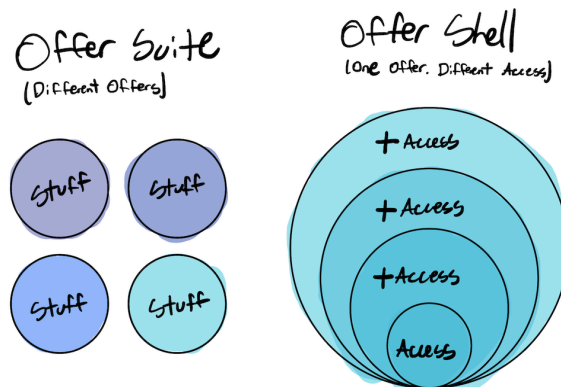 Offer Suite
(Different Offers)
Stuff
Stuff
Stuff
Stuff
Offer Shell
(One Offer. Different Access)
+ Access
+ Access
+ Access
Access